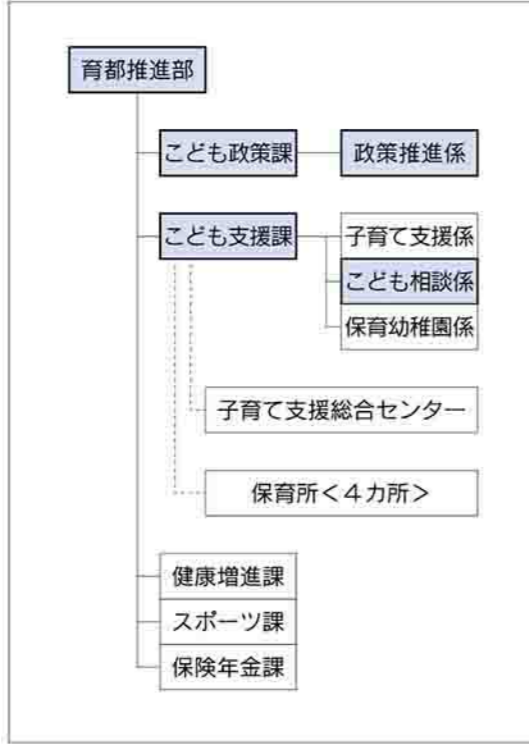 育都推進部
こども政策課
政策推進係
こども支援課
子育て支援係
こども相談係
保育幼稚園係
子育て支援総合センター
保育所＜４カ所＞
健康増進課
スポーツ課
保険年金課